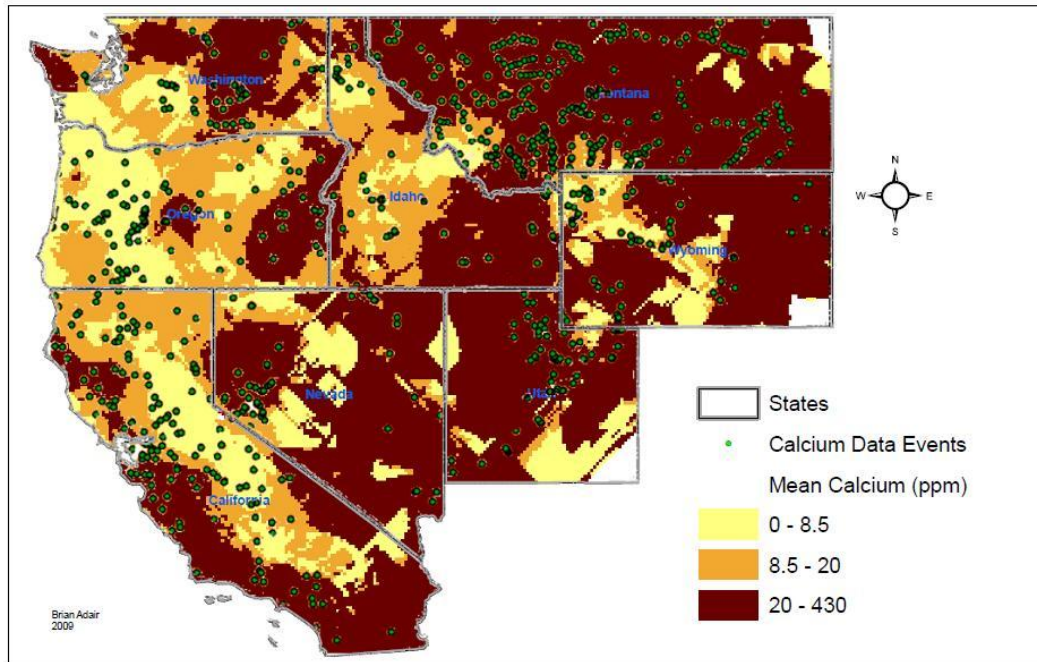 Washington
Montana
Oregon
Idaho
Wyoming
Nevada
Utah
California
N
W E
S
States
Calcium Data Events
Mean Calcium (ppm)
0 - 8.5
8.5 - 20
20 - 430
Brian Adair
2009